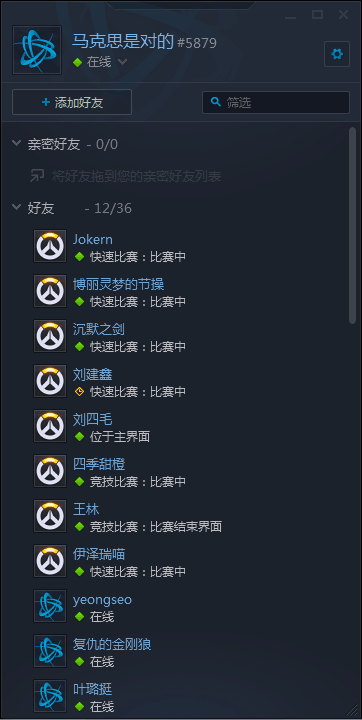 马克思是对的#5879
在线
+ 添加好友
筛选
亲密好友 - 0/0
将好友拖到您的亲密好友列表
好友 - 12/36
Jokern
快速比赛：比赛中
博丽灵梦的节操
快速比赛：比赛中
沉默之剑
快速比赛：比赛中
刘建鑫
快速比赛：比赛中
刘四毛
位于主界面
四季甜橙
竞技比赛：比赛中
王林
竞技比赛：比赛结束界面
伊泽瑞喵
快速比赛：比赛中
yeongseo
在线
复仇的金刚狼
在线
叶璐挺
在线